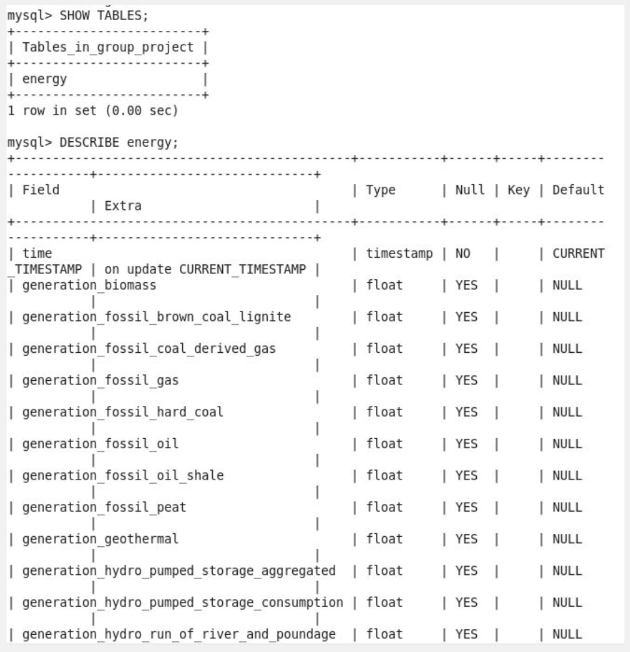 mysql> SHOW TABLES;
+-------------------------+
| Tables_in_group_project |
+-------------------------+
| energy                  |
+-------------------------+
1 row in set (0.00 sec)

mysql> DESCRIBE energy;
+---------------------------------------------+-----------+------+-----+--------
-----------+-----------------------------+
| Field                                       | Type      | Null | Key | Default
           | Extra                       |
+---------------------------------------------+-----------+------+-----+--------
-----------+-----------------------------+
| time                                        | timestamp | NO   |     | CURRENT
_TIMESTAMP | on update CURRENT_TIMESTAMP |
| generation_biomass                          | float     | YES  |     | NULL
           |                             |
| generation_fossil_brown_coal_lignite        | float     | YES  |     | NULL
           |                             |
| generation_fossil_coal_derived_gas          | float     | YES  |     | NULL
           |                             |
| generation_fossil_gas                       | float     | YES  |     | NULL
           |                             |
| generation_fossil_hard_coal                 | float     | YES  |     | NULL
           |                             |
| generation_fossil_oil                       | float     | YES  |     | NULL
           |                             |
| generation_fossil_oil_shale                 | float     | YES  |     | NULL
           |                             |
| generation_fossil_peat                      | float     | YES  |     | NULL
           |                             |
| generation_geothermal                       | float     | YES  |     | NULL
           |                             |
| generation_hydro_pumped_storage_aggregated  | float     | YES  |     | NULL
           |                             |
| generation_hydro_pumped_storage_consumption | float     | YES  |     | NULL
           |                             |
| generation_hydro_run_of_river_and_poundage  | float     | YES  |     | NULL